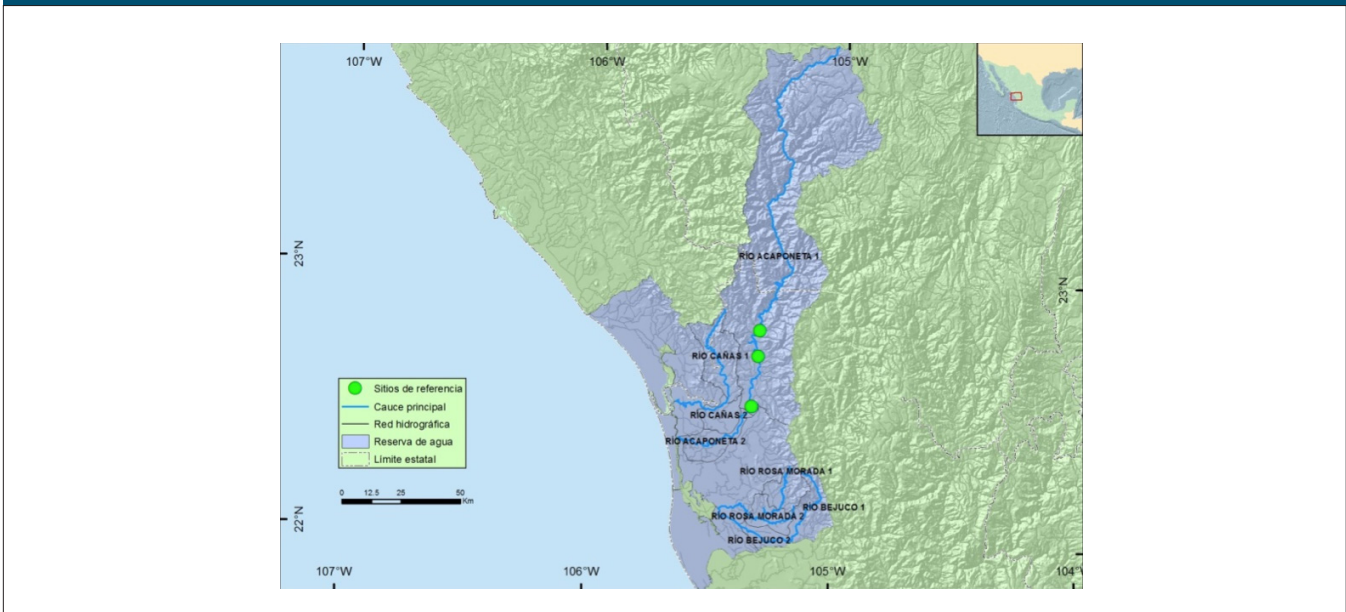 107°W
106°W
105°W
23°N
23°N
RÍO ACAPONETA 1
RÍO CAÑAS 1
Sitios de referencia
Cauce principal
Red hidrográfica
Reserva de agua
Límite estatal
RÍO CAÑAS 2
RÍO ACAPONETA 2
RÍO ROSA MORADA 1
0 12.5 25 50
Km
RÍO BEJUCO 1
RÍO ROSA MORADA 2
22°N
RÍO BEJUCO 2
107°W
106°W
105°W
104°